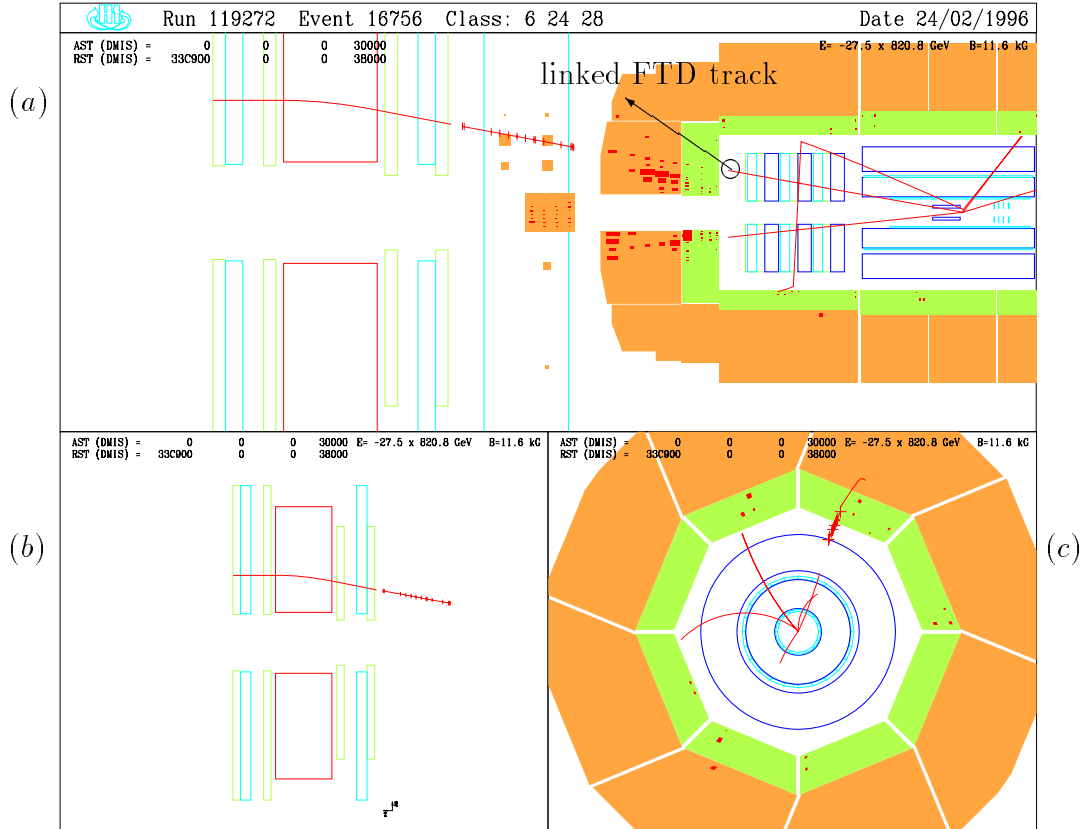 Run 119272 Event 16756 Class: 6 24 28 Date 24/02/1996
AST (DMIS) = 0 0 30000 E= -27.5 x 820.8 GeV B=11.6 kG
RST (DMIS) = 33C900 0 0 38000
linked FTD track
(a)
AST (DMIS) = 0 0 0 30000 E= -27.5 x 820.8 GeV B=11.6 kG
RST (DMIS) = 33C900 0 0 38000
(b)
AST (DMIS) = 0 0 0 30000 E= -27.5 x 820.8 GeV B=11.6 kG
RST (DMIS) = 33C900 0 0 38000
(c)